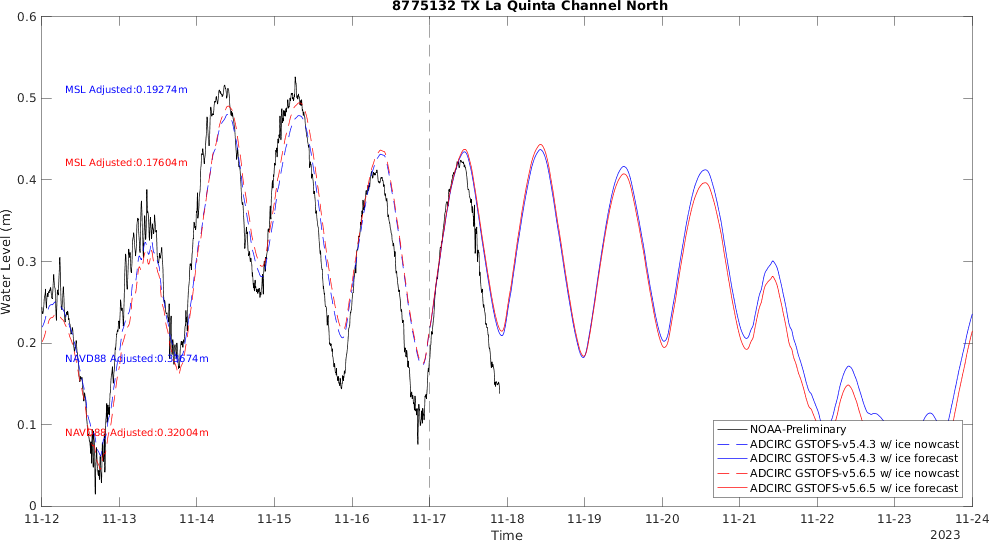 8775132 TX La Quinta Channel North
0.6
0.5
0.4
0.3
0.2
0.1
0
Water Level (m)
MSL Adjusted:0.19274m
MSL Adjusted:0.17604m
NAVD88 Adjusted:0.33674m
NAVD88 Adjusted:0.32004m
NOAA-Preliminary
ADCIRC GSTOFS-v5.4.3 w/ ice nowcast
ADCIRC GSTOFS-v5.4.3 w/ ice forecast
ADCIRC GSTOFS-v5.6.5 w/ ice nowcast
ADCIRC GSTOFS-v5.6.5 w/ ice forecast
11-12 11-13 11-14 11-15 11-16 11-17 11-18 11-19 11-20 11-21 11-22 11-23 11-24
Time
2023